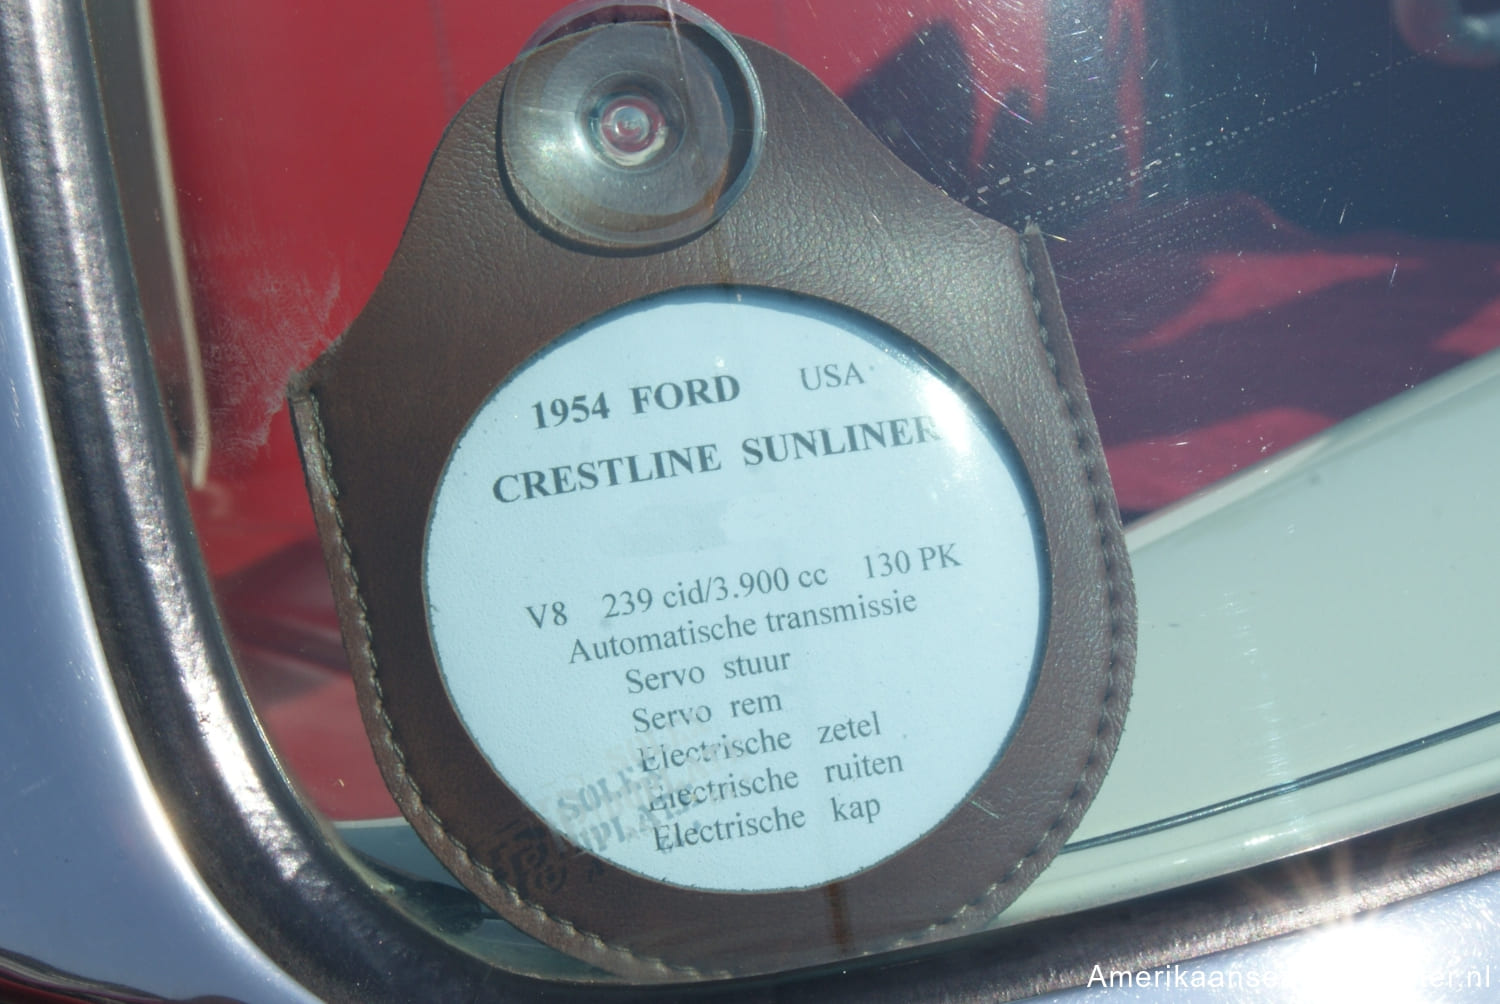 1954 FORD USA
CRESTLINE SUNLINER
V8 239 cid/3.900 cc 130 PK
Automatische transmissie
Servo stuur
Servo rem
Electrische zetel
Electrische ruiten
Electrische kap